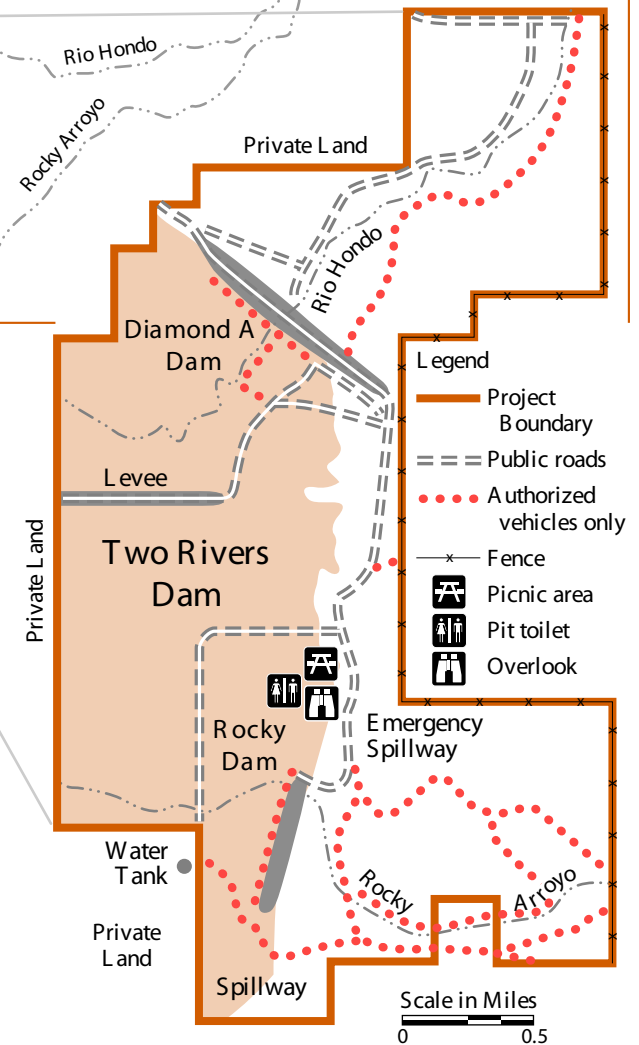 Rio Hondo
Rocky Arroyo
Private Land
Rio Hondo
Diamond A
Dam
Legend
Project
Boundary
Public roads
Authorized
vehicles only
x Fence
Picnic area
Pit toilet
Overlook
Levee
Private Land
Two Rivers
Dam
Rocky
Dam
Emergency
Spillway
Water
Tank
Rocky
Arroyo
Private
Land
Spillway
Scale in Miles
0 0.5